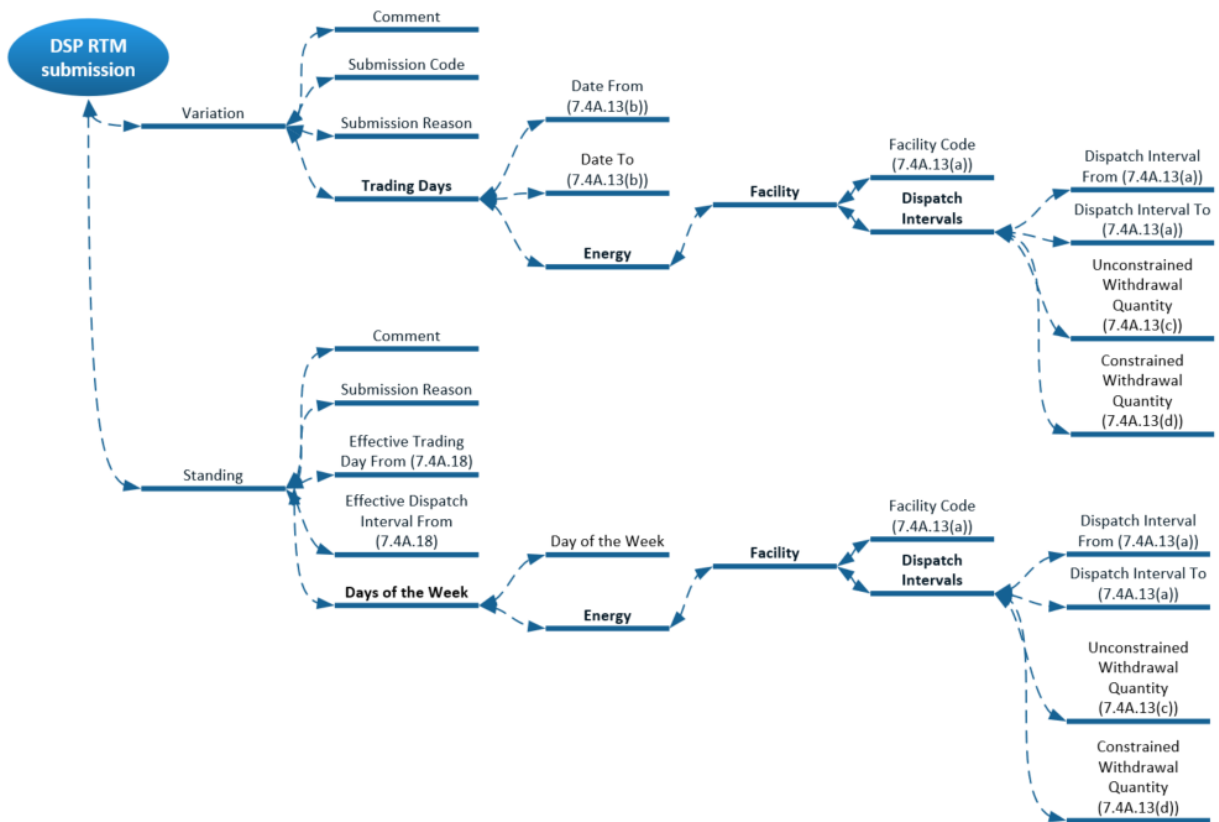 DSP RTM
submission
Variation
Comment
Submission Code
Submission Reason
Trading Days
Date From
(7.4A.13(b))
Date To
(7.4A.13(b))
Energy
Facility
Facility Code
(7.4A.13(a))
Dispatch
Intervals
Dispatch Interval
From (7.4A.13(a))
Dispatch Interval To
(7.4A.13(a))
Unconstrained
Withdrawal
Quantity
(7.4A.13(c))
Constrained
Withdrawal
Quantity
(7.4A.13(d))
Standing
Comment
Submission Reason
Effective Trading
Day From (7.4A.18)
Effective Dispatch
Interval From
(7.4A.18)
Days of the Week
Day of the Week
Energy
Facility
Facility Code
(7.4A.13(a))
Dispatch
Intervals
Dispatch Interval
From (7.4A.13(a))
Dispatch Interval To
(7.4A.13(a))
Unconstrained
Withdrawal
Quantity
(7.4A.13(c))
Constrained
Withdrawal
Quantity
(7.4A.13(d))